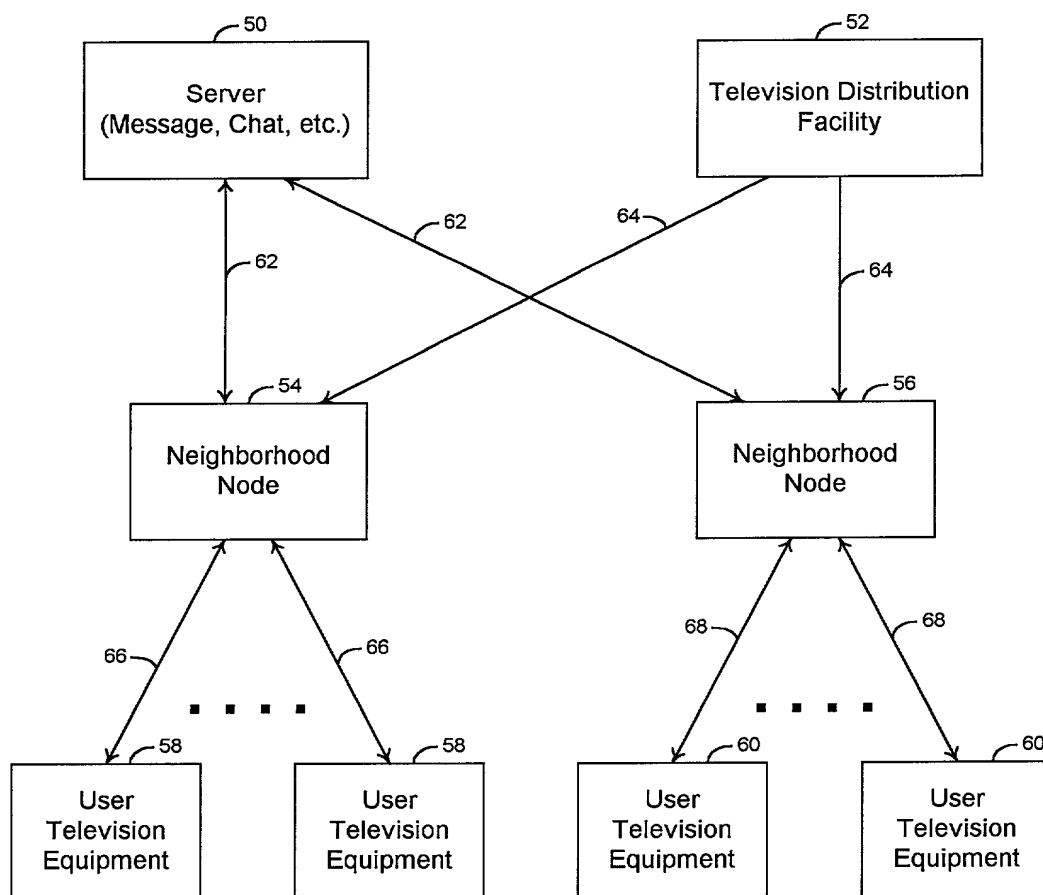 50
52
Server
(Message, Chat, etc.)
Television Distribution
Facility
62
64
62
64
54
56
Neighborhood
Node
Neighborhood
Node
66
66
68
68
58
58
60
60
User
Television
Equipment
User
Television
Equipment
User
Television
Equipment
User
Television
Equipment